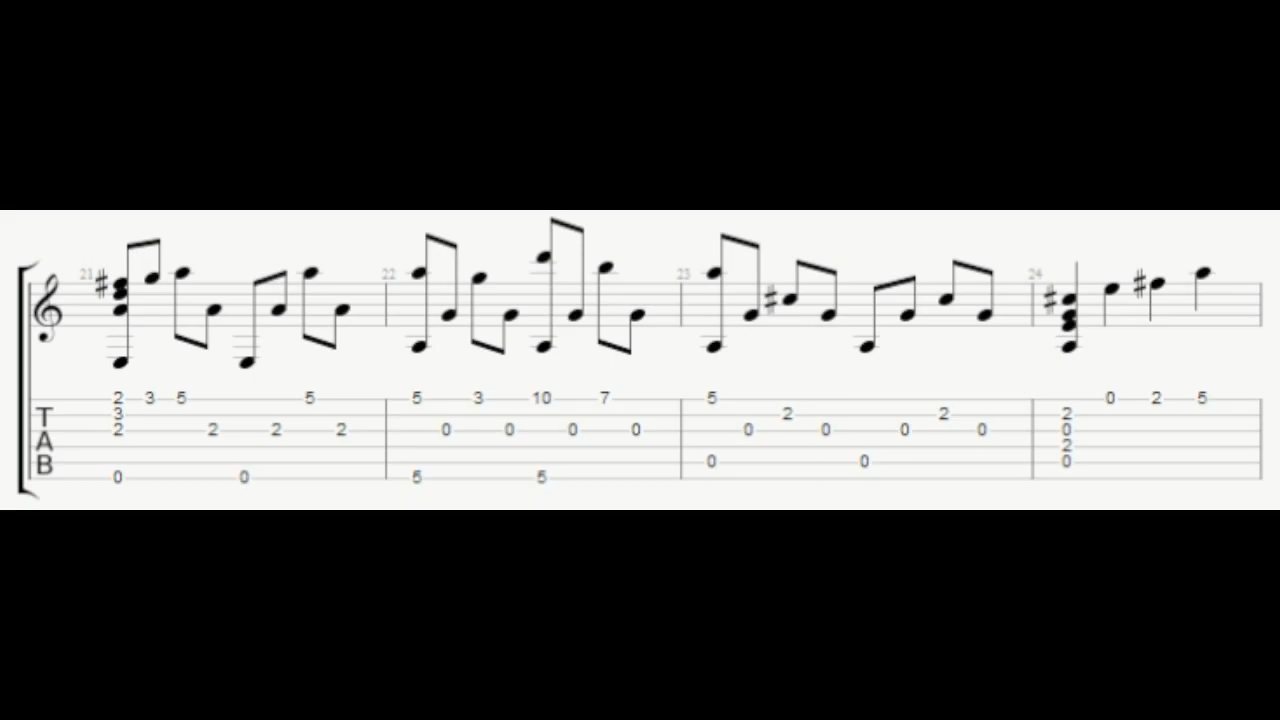 21 22 23 24
2 3 5 5 5 3 10 7 5 0 2 5
T 3 2 2 2
2 2 2 2 0 0 0 0 0 0 0 0 0
A 2
B 0 0 0
0 0 5 5